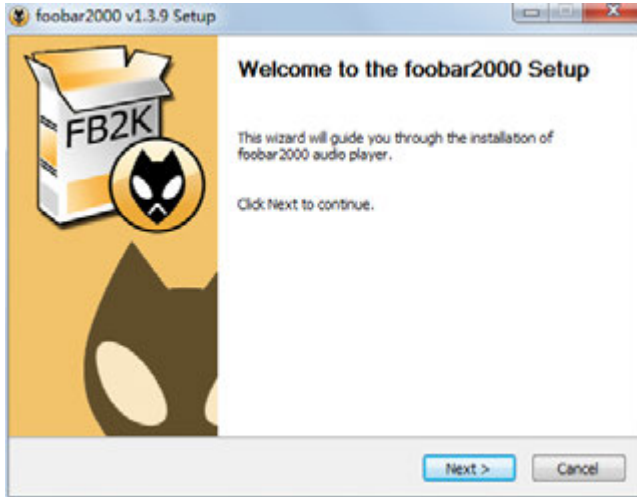 foobar2000 v1.3.9 Setup
FB2K
Welcome to the foobar2000 Setup
This wizard will guide you through the installation of
foobar2000 audio player.
Click Next to continue.
Next >
Cancel